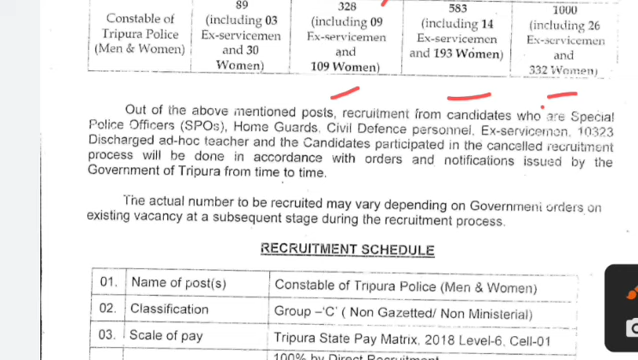 89 328 583 1000
Constable of (including 03 (including 09 (including 14 (including 26
Tripura Police Ex-servicemen Ex-servicemen Ex-servicemen Ex-servicemen
(Men & Women) and 30 and and 193 Women) and
Women) 109 Women) 332 Women)
Out of the above mentioned posts, recruitment from candidates who are Special
Police Officers (SPOs), Home Guards, Civil Defence personnel, Ex-servicemen, 10323
Discharged ad-hoc teacher and the Candidates participated in the cancelled recruitment
process will be done in accordance with orders and notifications issued by the
Government of Tripura from time to time.
The actual number to be recruited may vary depending on Government orders on
existing vacancy at a subsequent stage during the recruitment process.
RECRUITMENT SCHEDULE
01. Name of post(s) Constable of Tripura Police (Men & Women)
02. Classification Group –‘C’ ( Non Gazetted/ Non Ministerial)
03. Scale of pay Tripura State Pay Matrix, 2018 Level-6, Cell-01
100% by Direct Recruitment